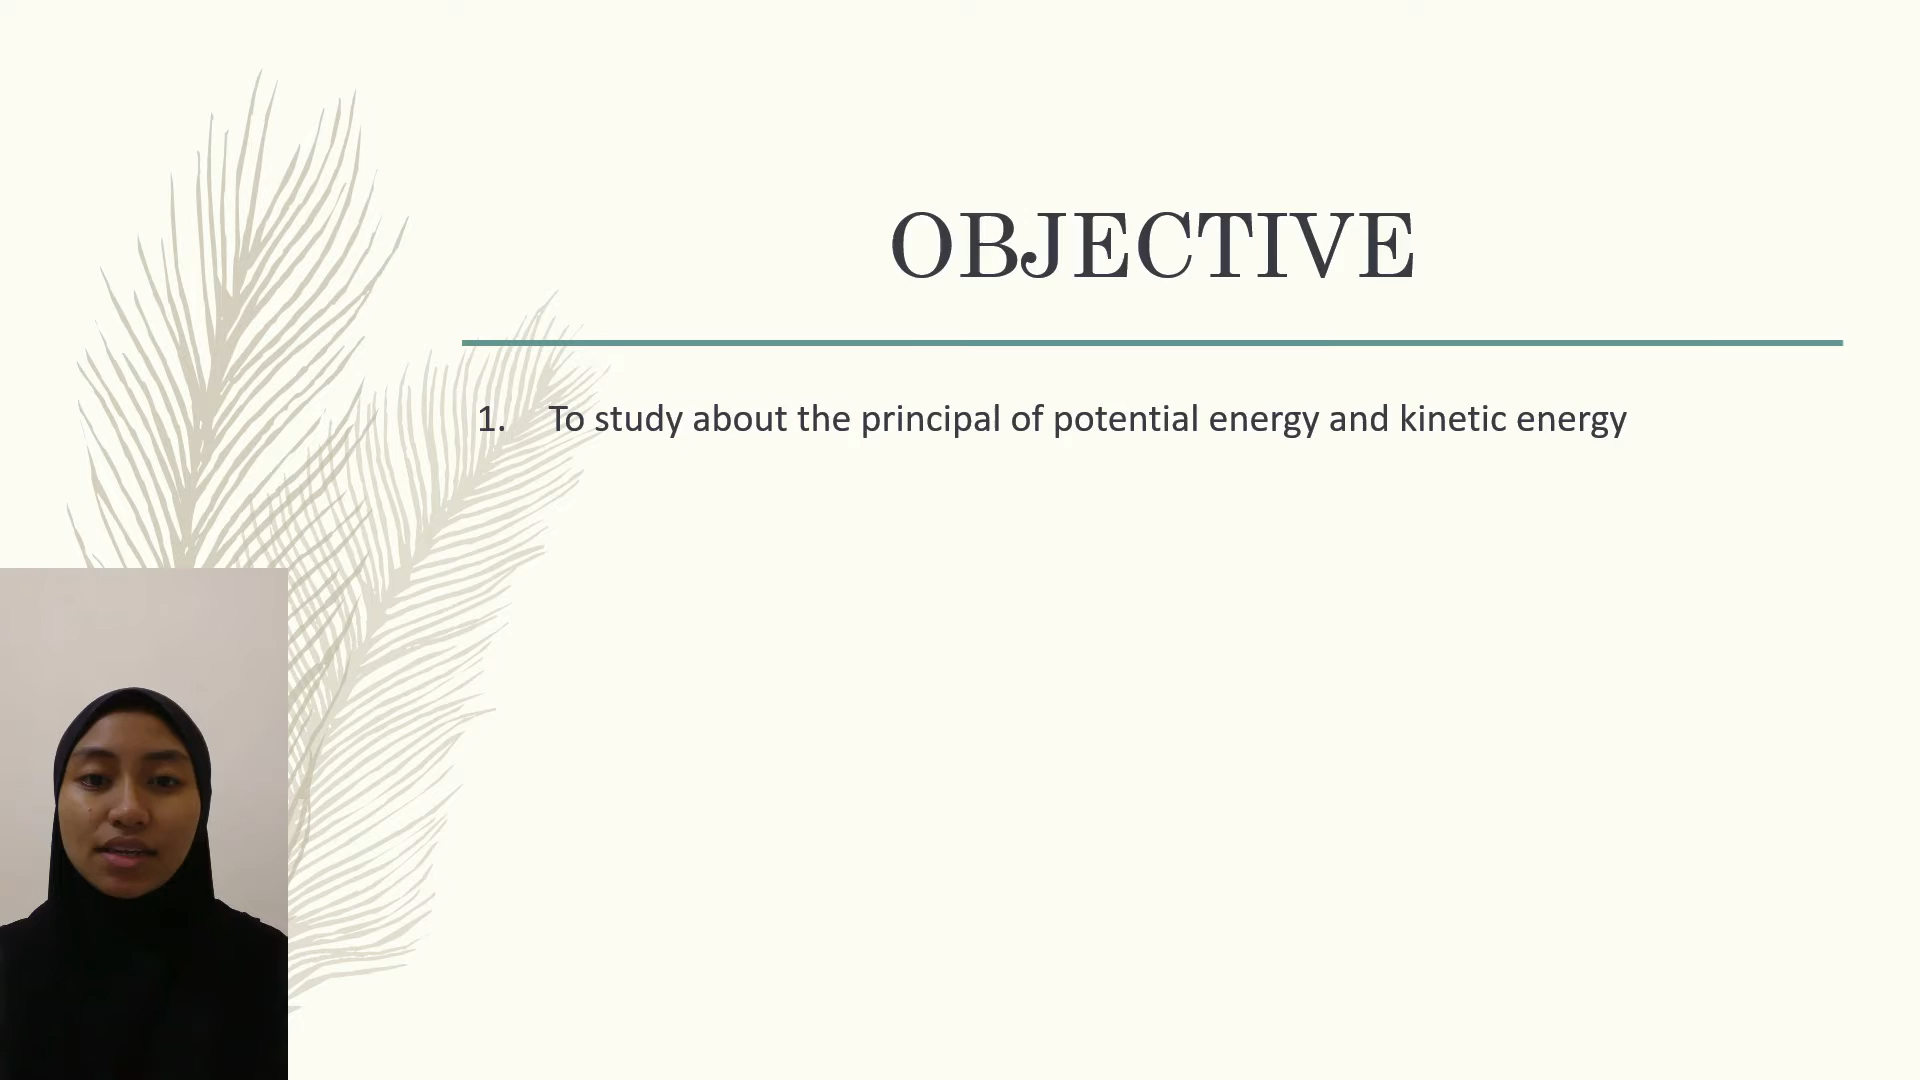 OBJECTIVE
1. To study about the principal of potential energy and kinetic energy